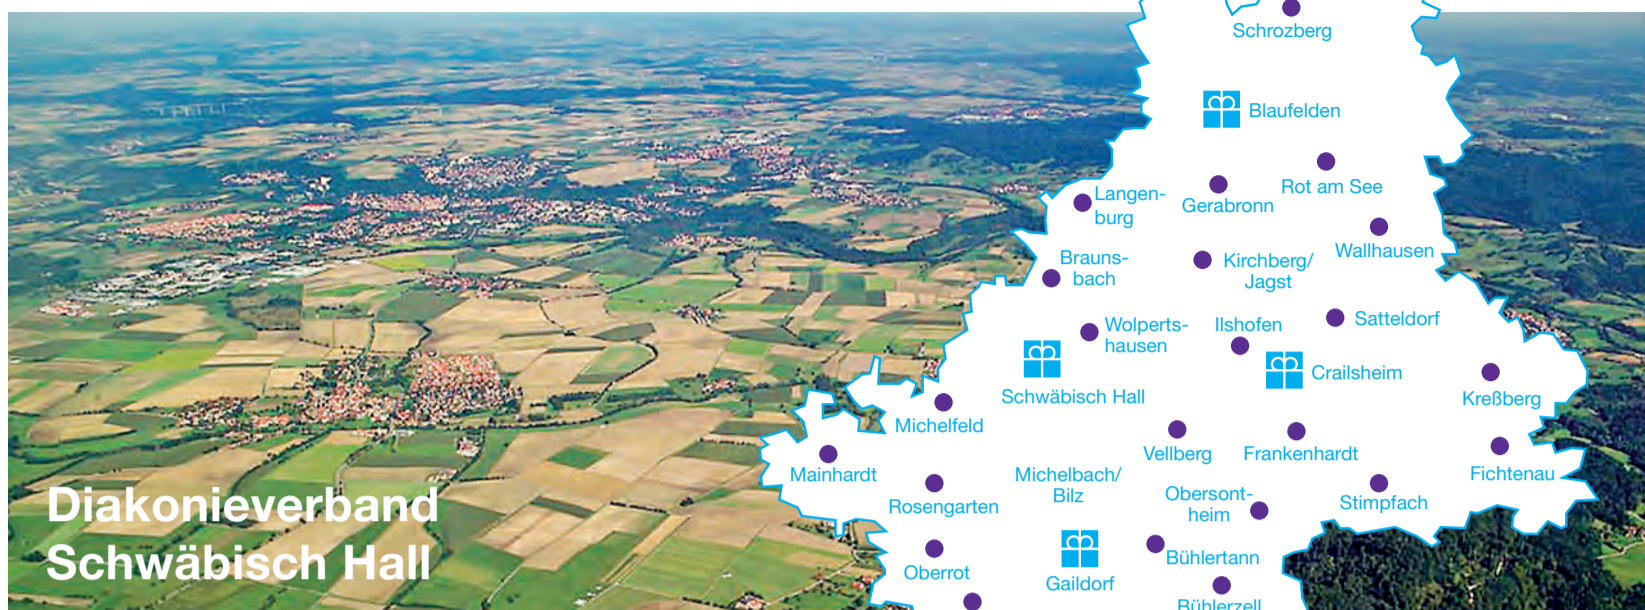 Schrozberg
Blaufelden
Rot am See
Langen-
burg
Gerabronn
Wallhausen
Brauns-
bach
Kirchberg/
Jagst
Wolperts-
hausen
Ilshofen
Satteldorf
Schwäbisch Hall
Crailsheim
Kreßberg
Michelfeld
Mainhardt
Vellberg
Frankenhardt
Fichtenau
Rosengarten
Michelbach/
Bilz
Obersont-
heim
Stimpfach
Oberrot
Gaildorf
Bühlertann
Bühlerzell
Diakonieverband
Schwäbisch Hall